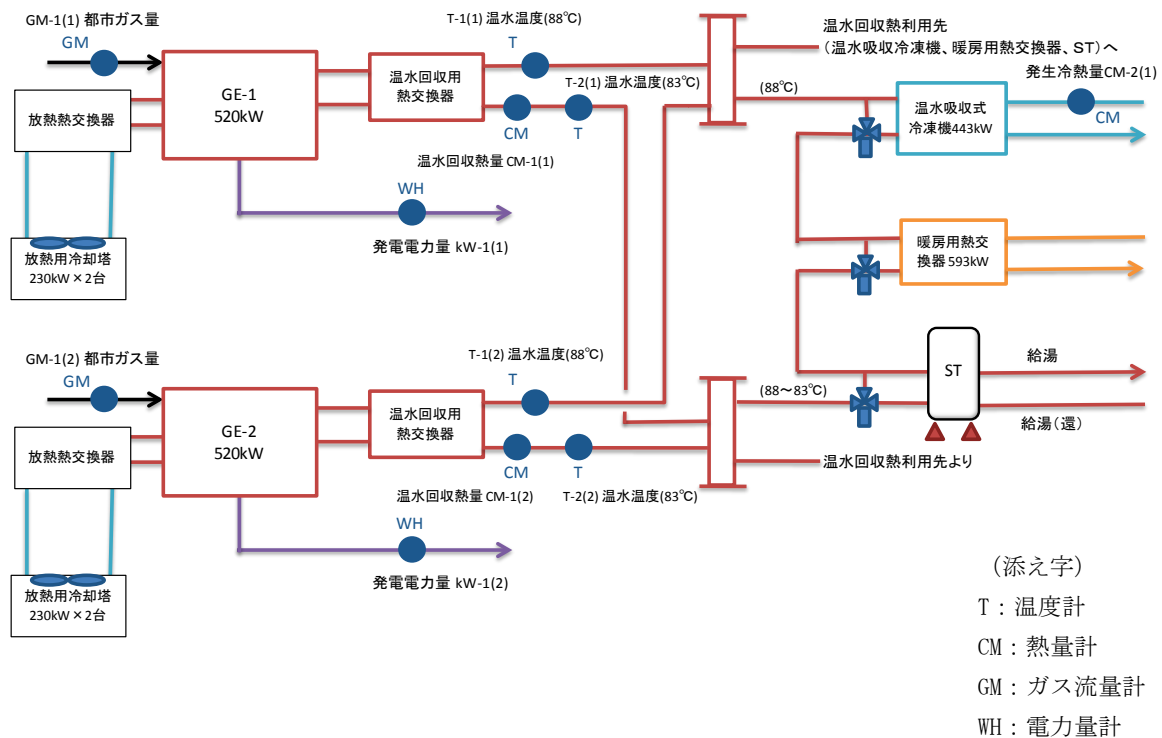 GM-1(1) 都市ガス量
GM
T-1(1) 温水温度(88℃)
T
温水回収熱利用先
(温水吸収冷凍機、暖房用熱交換器、ST)へ
GE-1
520kW
温水回収用
熱交換器
T-2(1) 温水温度(83℃)
CM
T
放熱熱交換器
(88℃)
発生冷熱量CM-2(1)
温水吸収式
冷凍機443kW
CM
温水回収熱量 CM-1(1)
WH
発電電力量 kW-1(1)
放熱用冷却塔
230kW×2台
暖房用熱交
換器 593kW
GM-1(2) 都市ガス量
GM
T-1(2) 温水温度(88℃)
T
GE-2
520kW
温水回収用
熱交換器
CM
T
放熱熱交換器
(88～83℃)
ST
給湯
給湯(還)
温水回収熱利用先より
温水回収熱量 CM-1(2)
T-2(2) 温水温度(83℃)
WH
発電電力量 kW-1(2)
放熱用冷却塔
230kW×2台
(添え字)
T：温度計
CM：熱量計
GM：ガス流量計
WH：電力量計